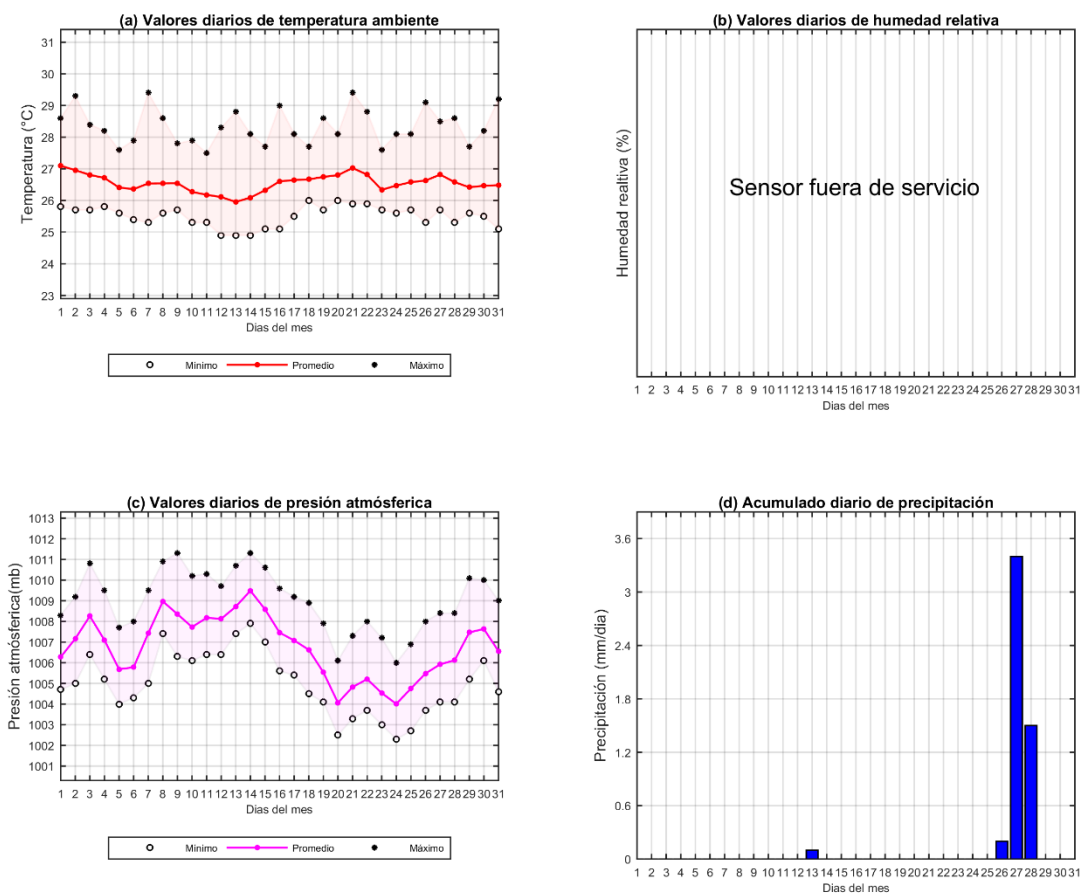 (a) Valores diarios de temperatura ambiente
31
30
29
28
27
26
25
24
23
Temperatura (°C)
1 2 3 4 5 6 7 8 9 10 11 12 13 14 15 16 17 18 19 20 21 22 23 24 25 26 27 28 29 30 31
Dias del mes
Mínimo Promedio Máximo
(b) Valores diarios de humedad relativa
Humedad realtiva (%)
Sensor fuera de servicio
1 2 3 4 5 6 7 8 9 10 11 12 13 14 15 16 17 18 19 20 21 22 23 24 25 26 27 28 29 30 31
Dias del mes
(c) Valores diarios de presión atmósferica
1013
1012
1011
1010
1009
1008
1007
1006
1005
1004
1003
1002
1001
Presión atmósferica(mb)
1 2 3 4 5 6 7 8 9 10 11 12 13 14 15 16 17 18 19 20 21 22 23 24 25 26 27 28 29 30 31
Dias del mes
Mínimo Promedio Máximo
(d) Acumulado diario de precipitación
3.6
3
2.4
1.8
1.2
0.6
0
Precipitación (mm/dia)
1 2 3 4 5 6 7 8 9 10 11 12 13 14 15 16 17 18 19 20 21 22 23 24 25 26 27 28 29 30 31
Dias del mes